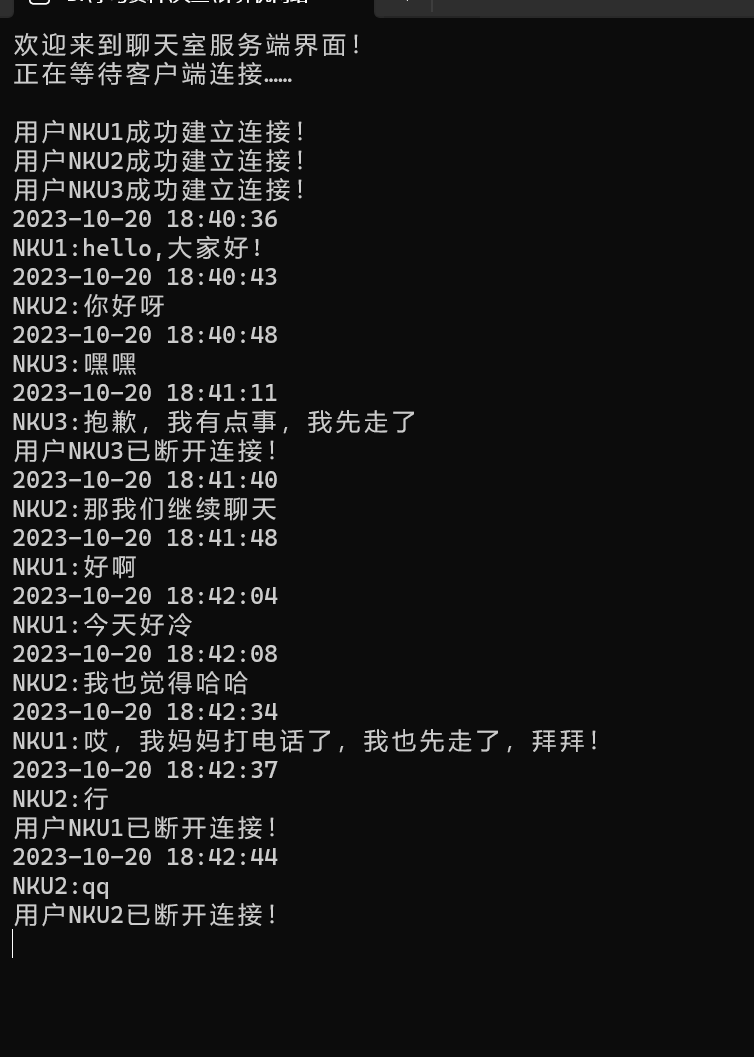 欢迎来到聊天室服务端界面！
正在等待客户端连接……
用户NKU1成功建立连接！
用户NKU2成功建立连接！
用户NKU3成功建立连接！
2023-10-20 18:40:36
NKU1:hello,大家好！
2023-10-20 18:40:43
NKU2:你好呀
2023-10-20 18:40:48
NKU3:嘿嘿
2023-10-20 18:41:11
NKU3:抱歉，我有点事，我先走了
用户NKU3已断开连接！
2023-10-20 18:41:40
NKU2:那我们继续聊天
2023-10-20 18:41:48
NKU1:好啊
2023-10-20 18:42:04
NKU1:今天好冷
2023-10-20 18:42:08
NKU2:我也觉得哈哈
2023-10-20 18:42:34
NKU1:哎，我妈妈打电话了，我也先走了，拜拜！
2023-10-20 18:42:37
NKU2:行
用户NKU1已断开连接！
2023-10-20 18:42:44
NKU2:qq
用户NKU2已断开连接！